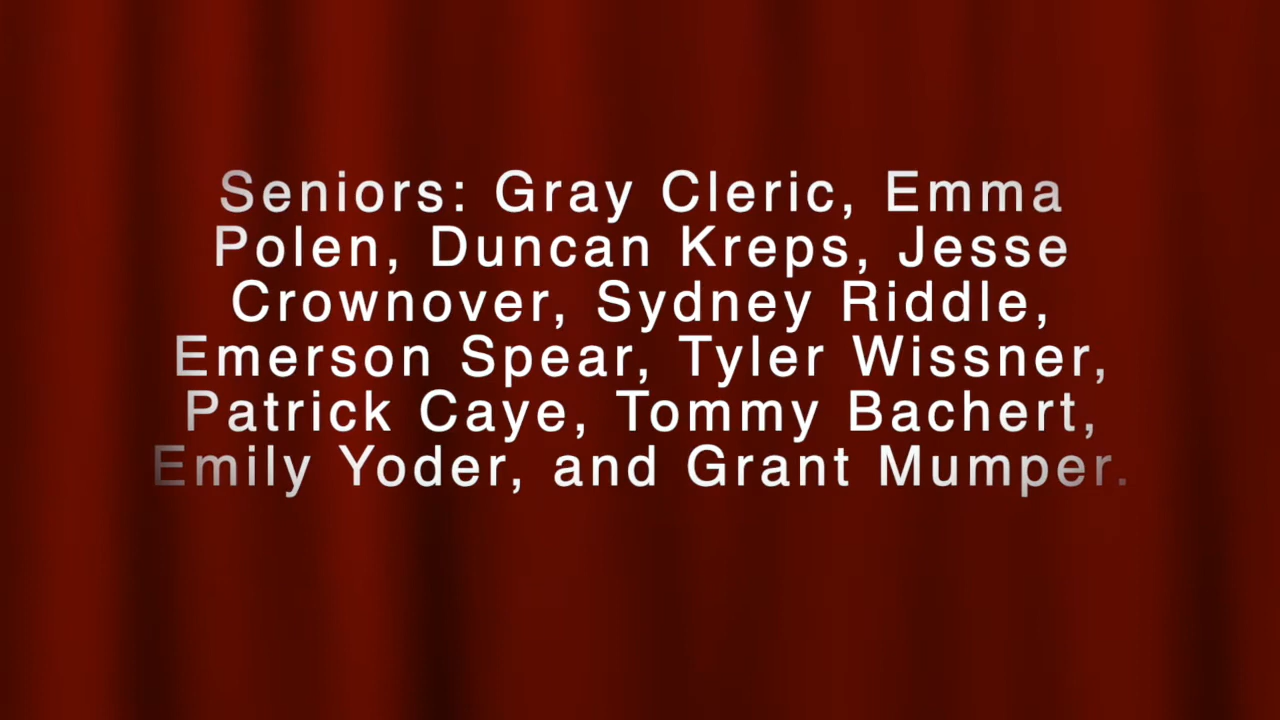 Seniors: Gray Cleric, Emma
Polen, Duncan Kreps, Jesse
Crownover, Sydney Riddle,
Emerson Spear, Tyler Wissner,
Patrick Caye, Tommy Bachert,
Emily Yoder, and Grant Mumper.